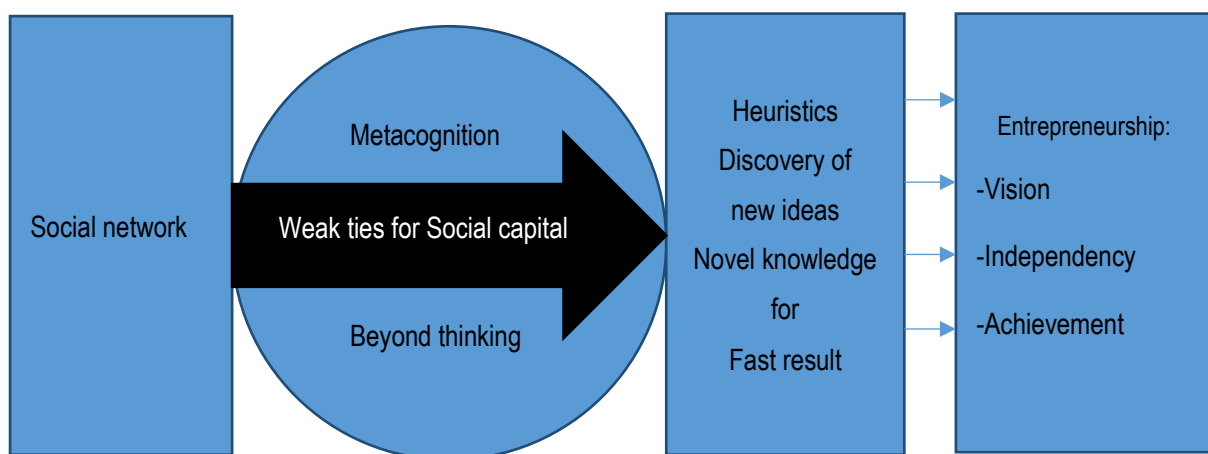 Social network
Metacognition
Weak ties for Social capital
Beyond thinking
Heuristics
Discovery of
new ideas
Novel knowledge
for
Fast result
Entrepreneurship:
-Vision
-Independency
-Achievement